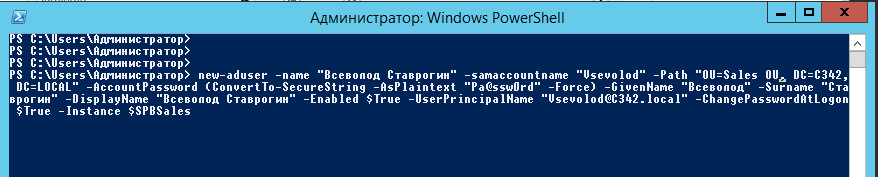 Администратор: Windows PowerShell
PS C:\Users\Администратор>
PS C:\Users\Администратор>
PS C:\Users\Администратор>
PS C:\Users\Администратор> new-aduser -name "Всеволод Ставрогин" -samaccountname "Vsevolod" -Path "OU=Sales OU, DC=C342,
DC=LOCAL" -AccountPassword (ConvertTo-SecureString -AsPlaintext "Pa@ssw0rd" -Force) -GivenName "Всеволод" -Surname "Ста
врогин" -DisplayName "Всеволод Ставрогин" -Enabled $True -UserPrincipalName "Vsevolod@C342.local" -ChangePasswordAtLogon
$True -Instance $SPBSales